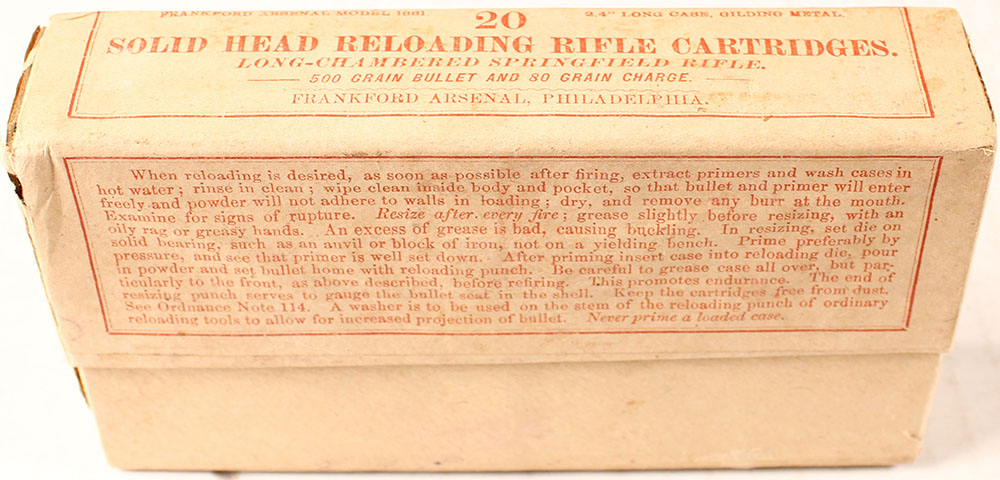 FRANKFORD ARSENAL MODEL 1881.
20
2.4" LONG CASE, GILDING METAL.
SOLID HEAD RELOADING RIFLE CARTRIDGES.
LONG-CHAMBERED SPRINGFIELD RIFLE.
500 GRAIN BULLET AND 80 GRAIN CHARGE.
FRANKFORD ARSENAL, PHILADELPHIA.
When reloading is desired, as soon as possible after firing, extract primers and wash cases in
hot water; rinse in clean; wipe clean inside body and pocket, so that bullet and primer will enter
freely and powder will not adhere to walls in loading; dry, and remove any burr at the mouth.
Examine for signs of rupture. Resize after every fire; grease slightly before resizing, with an
oily rag or greasy hands. An excess of grease is bad, causing buckling. In resizing, set die on
solid bearing, such as an anvil or block of iron, not on a yielding bench. Prime preferably by
pressure, and see that primer is well set down. After priming insert case into reloading die, pour
in powder and set bullet home with reloading punch. Be careful to grease case all over, but par-
ticularly to the front, as above described, before refiring. This promotes endurance. The end of
resizing punch serves to gauge the bullet seat in the shell. Keep the cartridges free from dust.
See Ordnance Note 114. A washer is to be used on the stem of the reloading punch of ordinary
reloading tools to allow for increased projection of bullet. Never prime a loaded case.